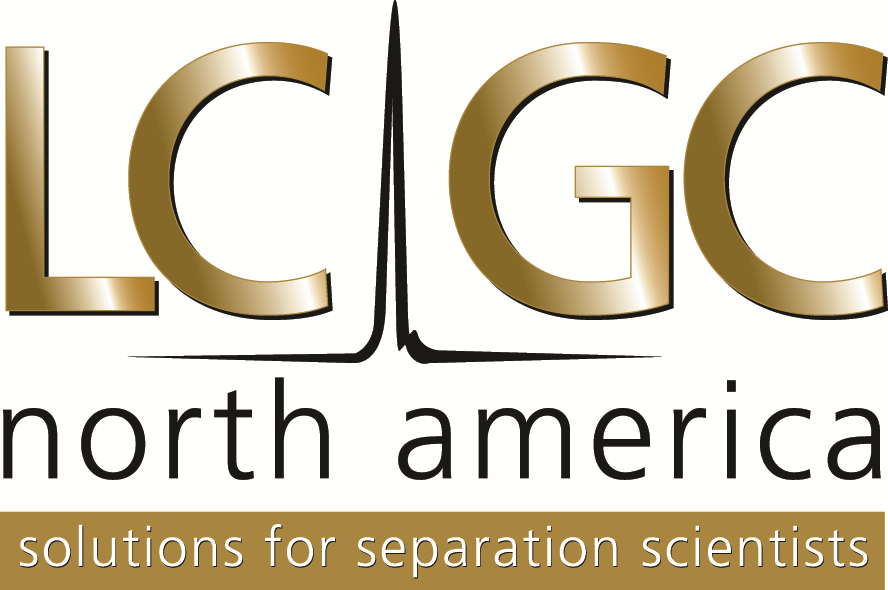 LCGC
north america
solutions for separation scientists